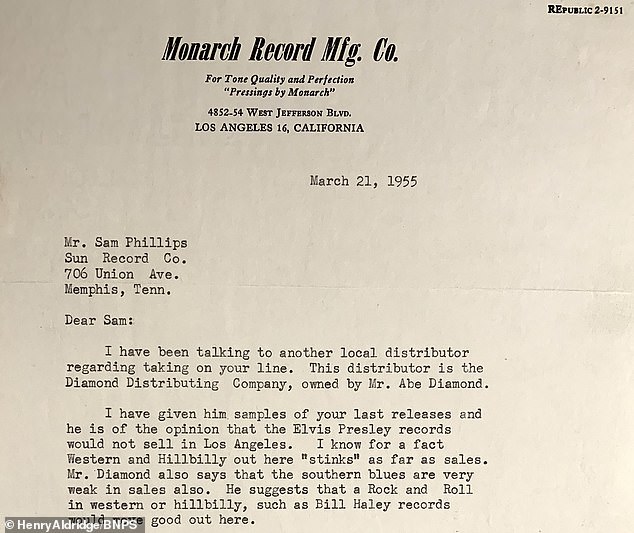 REPUBLIC 2-9151
Monarch Record Mfg. Co.
For Tone Quality and Perfection
"Pressings by Monarch"
4852-54 WEST JEFFERSON BLVD.
LOS ANGELES 16, CALIFORNIA
March 21, 1955
Mr. Sam Phillips
Sun Record Co.
706 Union Ave.
Memphis, Tenn.
Dear Sam:
I have been talking to another local distributor
regarding taking on your line. This distributor is the
Diamond Distributing Company, owned by Mr. Abe Diamond.
I have given him samples of your last releases and
he is of the opinion that the Elvis Presley records
would not sell in Los Angeles. I know for a fact
Western and Hillbilly out here "stinks" as far as sales.
Mr. Diamond also says that the southern blues are very
weak in sales also. He suggests that a Rock and Roll
in western or hillbilly, such as Bill Haley records
would move good out here.
© HenryAldridge/BNPS